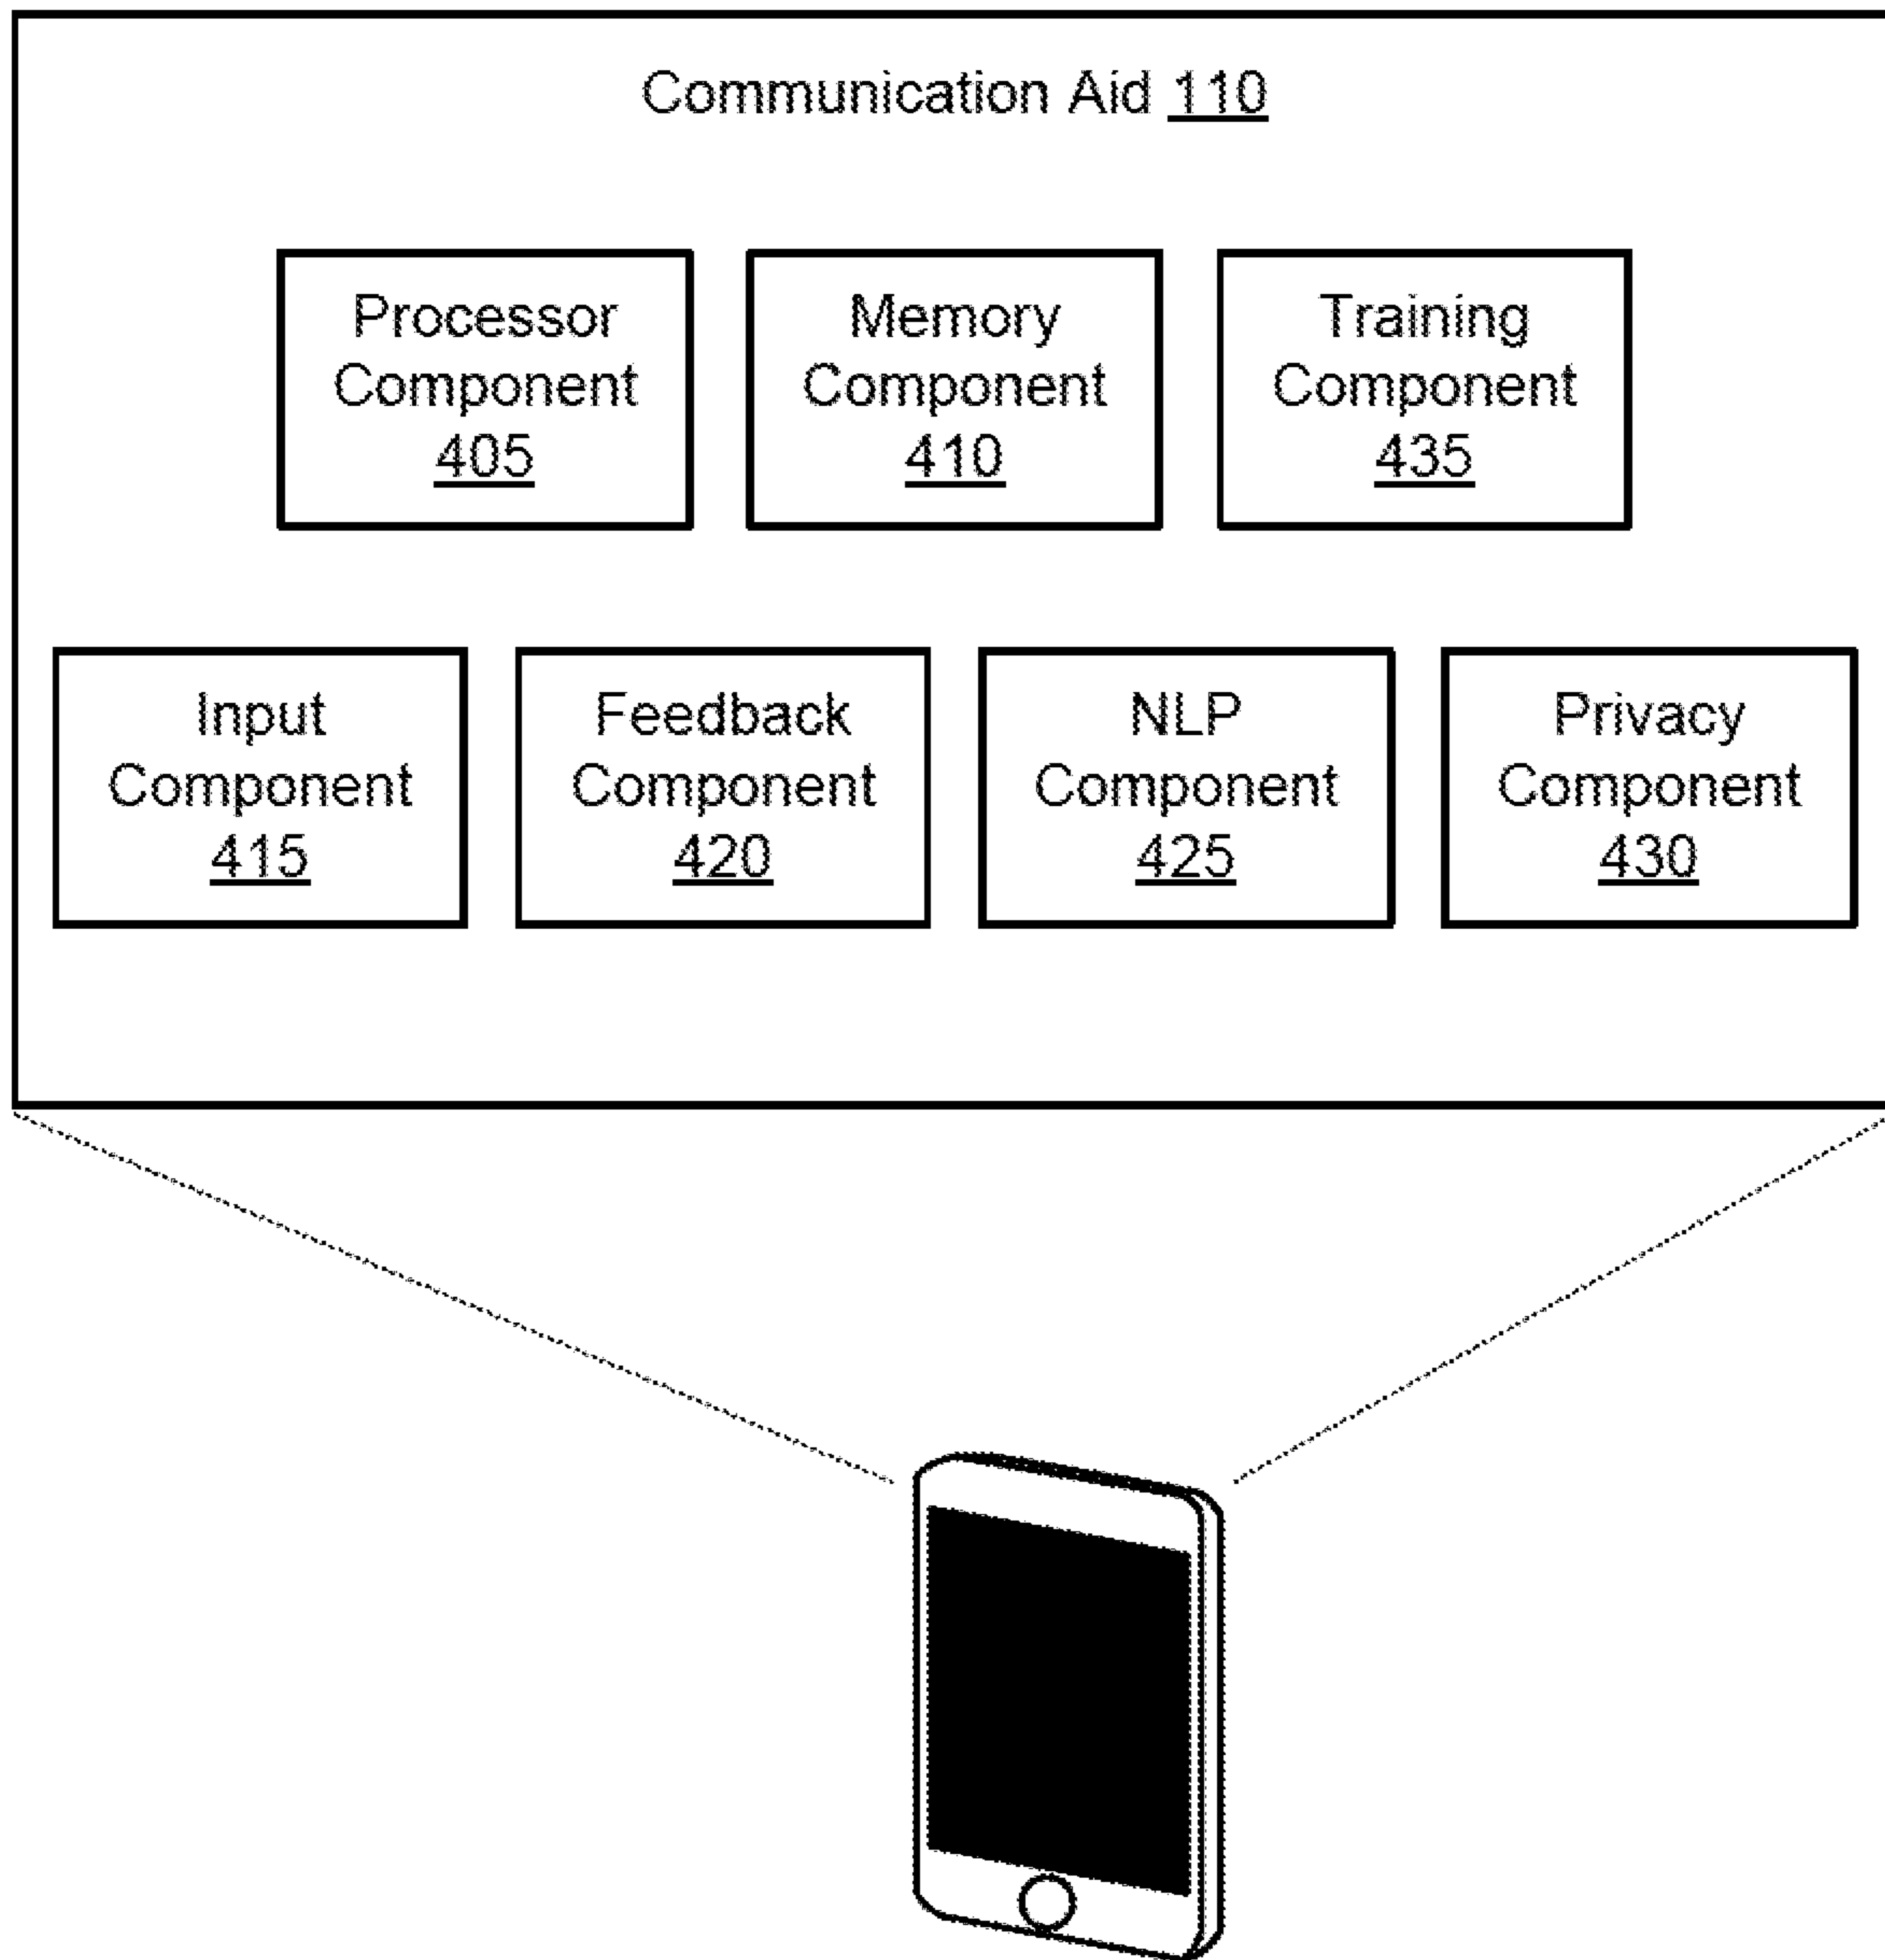 Communication Aid 110
Processor
Component
405
Memory
Component
410
Training
Component
435
Input
Component
415
Feedback
Component
420
NLP
Component
425
Privacy
Component
430